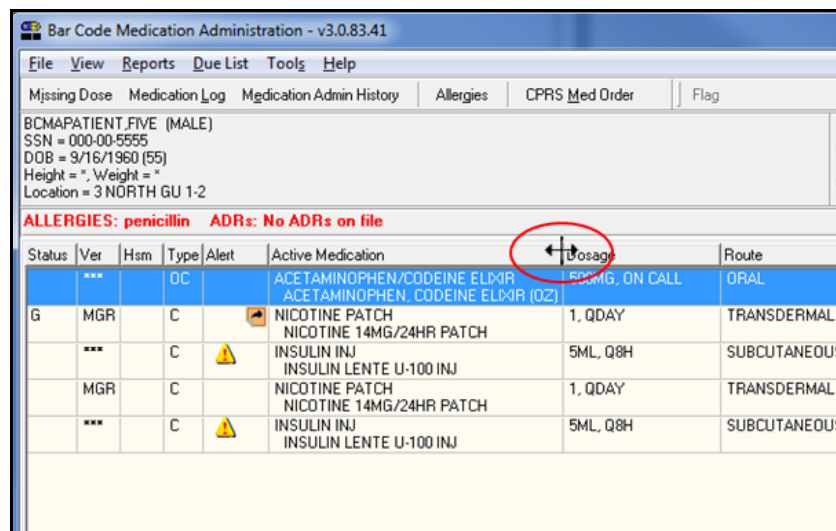 Bar Code Medication Administration - v3.0.83.41
File View Reports Due List Tools Help
Missing Dose Medication Log Medication Admin History Allergies CPRS Med Order Flag
BCMAPATIENT,FIVE (MALE)
SSN = 000-00-5555
DOB = 9/16/1960 (55)
Height = *, Weight = *
Location = 3 NORTH GU 1-2
ALLERGIES: penicillin ADRs: No ADRs on file
Status Ver Hsm Type Alert Active Medication Dosage Route
*** OC ACETAMINOPHEN/CODEINE ELIXIR 500MG, ON CALL ORAL
ACETAMINOPHEN, CODEINE ELIXIR (OZ)
G MGR C NICOTINE PATCH 1, QDAY TRANSDERMAL
NICOTINE 14MG/24HR PATCH
*** C INSULIN INJ 5ML, Q8H SUBCUTANEOU
INSULIN LENTE U-100 INJ
MGR C NICOTINE PATCH 1, QDAY TRANSDERMAL
NICOTINE 14MG/24HR PATCH
*** C INSULIN INJ 5ML, Q8H SUBCUTANEOU
INSULIN LENTE U-100 INJ